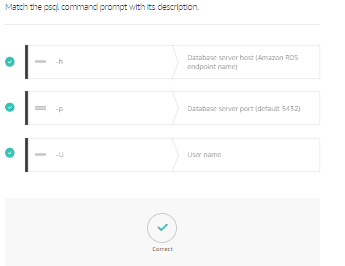 Match the psql command prompt with its description.
-h
Database server host (Amazon RDS
endpoint name)
-p
Database server port (default 5432)
-U
User name
Correct